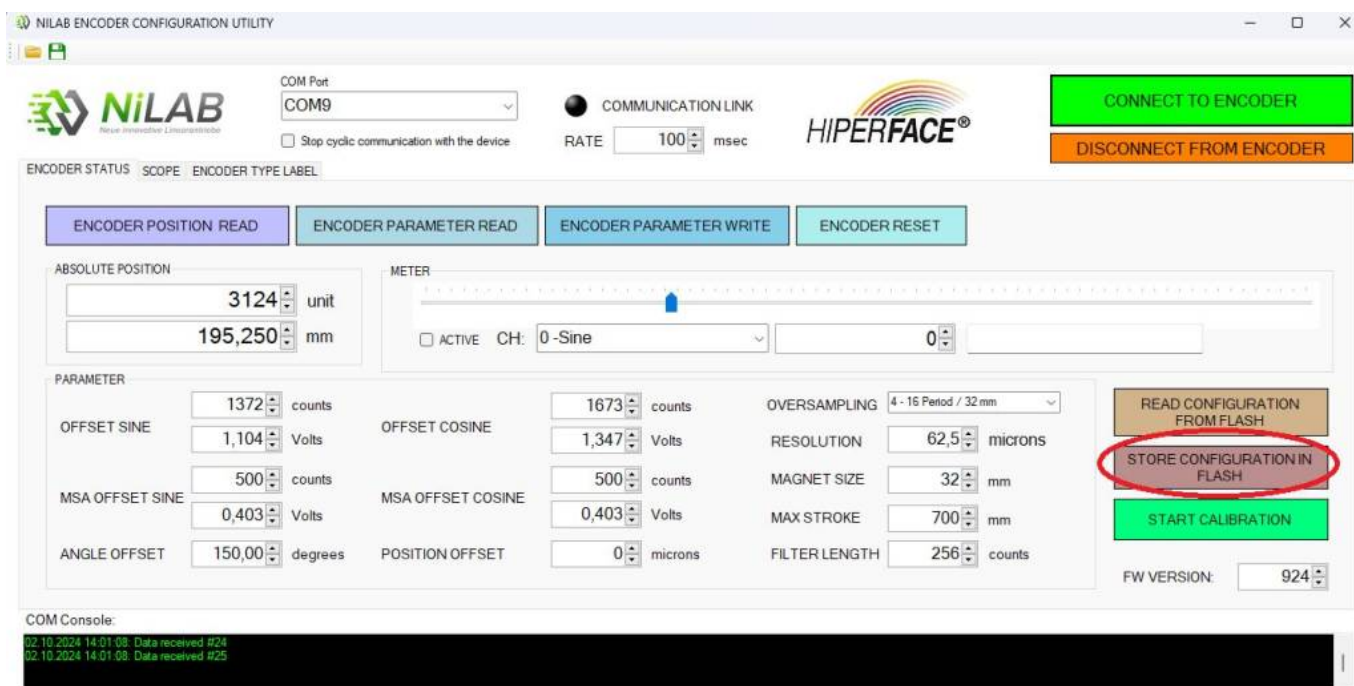 NILAB ENCODER CONFIGURATION UTILITY
NiLAB
Neue innovative Linearantriebe
COM Port
COM9
Stop cyclic communication with the device
COMMUNICATION LINK
RATE 100 msec
HIPERFACE®
CONNECT TO ENCODER
DISCONNECT FROM ENCODER
ENCODER STATUS SCOPE ENCODER TYPE LABEL
ENCODER POSITION READ ENCODER PARAMETER READ ENCODER PARAMETER WRITE ENCODER RESET
ABSOLUTE POSITION
3124 unit
195,250 mm
METER
ACTIVE CH: 0 -Sine 0
PARAMETER
OFFSET SINE
1372 counts
1,104 Volts
OFFSET COSINE
1673 counts
1,347 Volts
OVERSAMPLING 4 - 16 Period / 32 mm
RESOLUTION 62,5 microns
MSA OFFSET SINE
500 counts
0,403 Volts
MSA OFFSET COSINE
500 counts
0,403 Volts
MAGNET SIZE 32 mm
MAX STROKE 700 mm
ANGLE OFFSET 150,00 degrees
POSITION OFFSET 0 microns
FILTER LENGTH 256 counts
READ CONFIGURATION
FROM FLASH
STORE CONFIGURATION IN
FLASH
START CALIBRATION
FW VERSION: 924
COM Console:
02.10.2024 14:01:08: Data received #24
02.10.2024 14:01:08: Data received #25